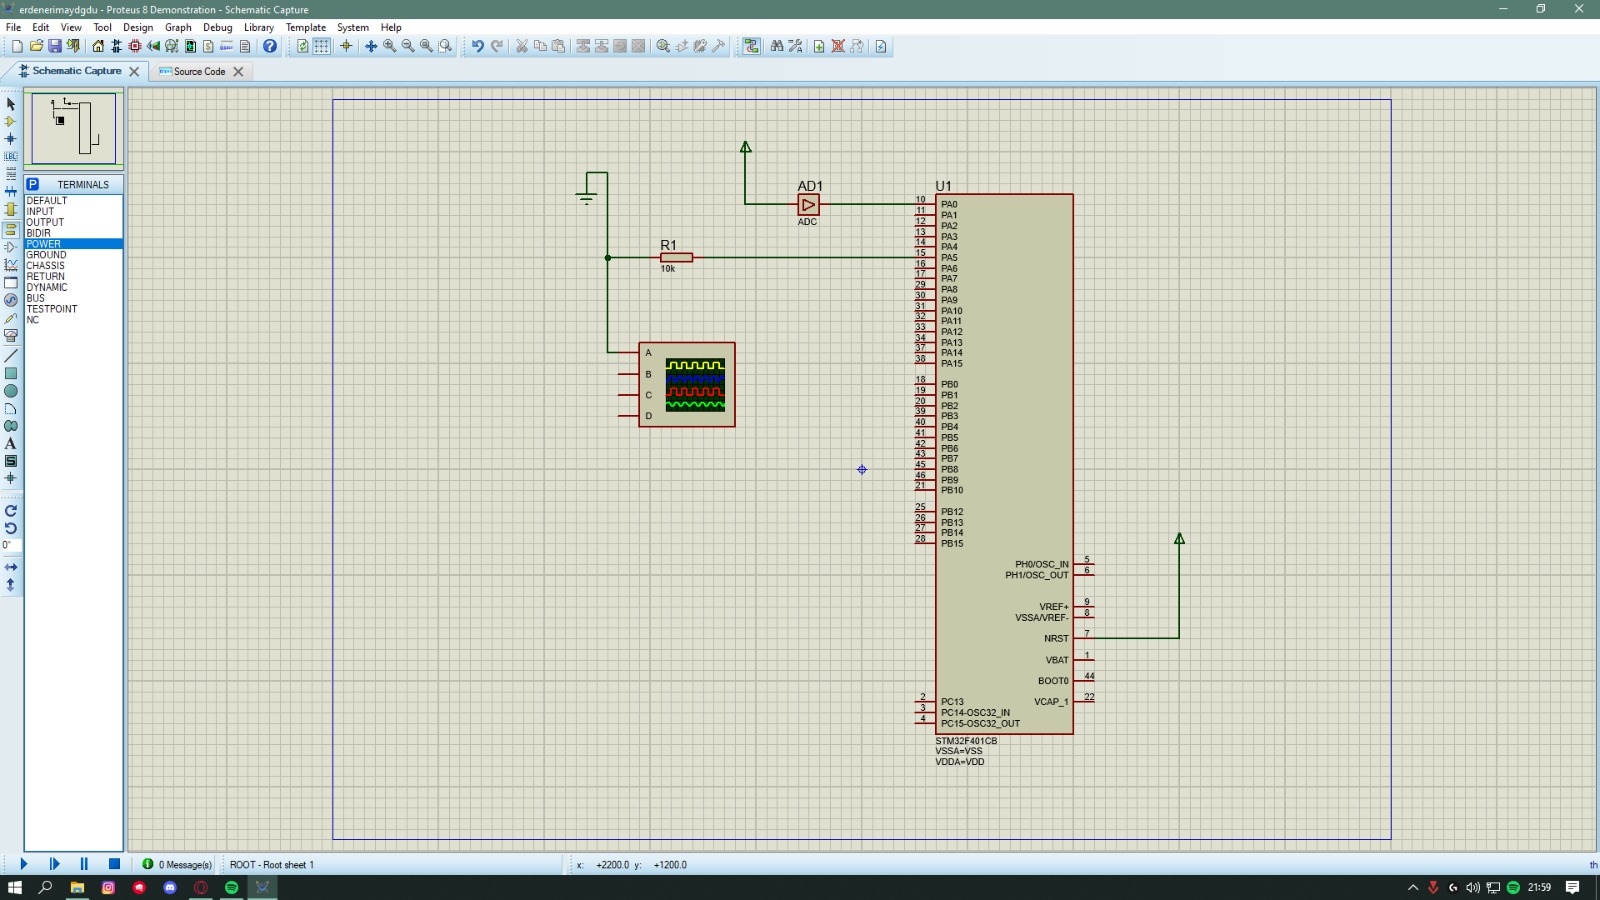 erdenerimaydgdu - Proteus 8 Demonstration - Schematic Capture
File Edit View Tool Design Graph Debug Library Template System Help
Schematic Capture
Source Code
P TERMINALS
DEFAULT
INPUT
OUTPUT
BIDIR
POWER
GROUND
CHASSIS
RETURN
DYNAMIC
BUS
TESTPOINT
NC
LBL
A
S
0°
AD1
ADC
R1
10k
A
B
C
D
U1
10 PA0
11 PA1
12 PA2
13 PA3
14 PA4
15 PA5
16 PA6
17 PA7
29 PA8
30 PA9
31 PA10
32 PA11
33 PA12
34 PA13
37 PA14
38 PA15
18 PB0
19 PB1
20 PB2
39 PB3
40 PB4
41 PB5
42 PB6
43 PB7
45 PB8
46 PB9
21 PB10
25 PB12
26 PB13
27 PB14
28 PB15
PH0/OSC_IN 5
PH1/OSC_OUT 6
VREF+ 9
VSSA/VREF- 8
NRST 7
VBAT 1
BOOT0 44
VCAP_1 22
2 PC13
3 PC14-OSC32_IN
4 PC15-OSC32_OUT
STM32F401CB
VSSA=VSS
VDDA=VDD
0 Message(s) ROOT - Root sheet 1 x: +2200.0 y: +1200.0 th
21:59